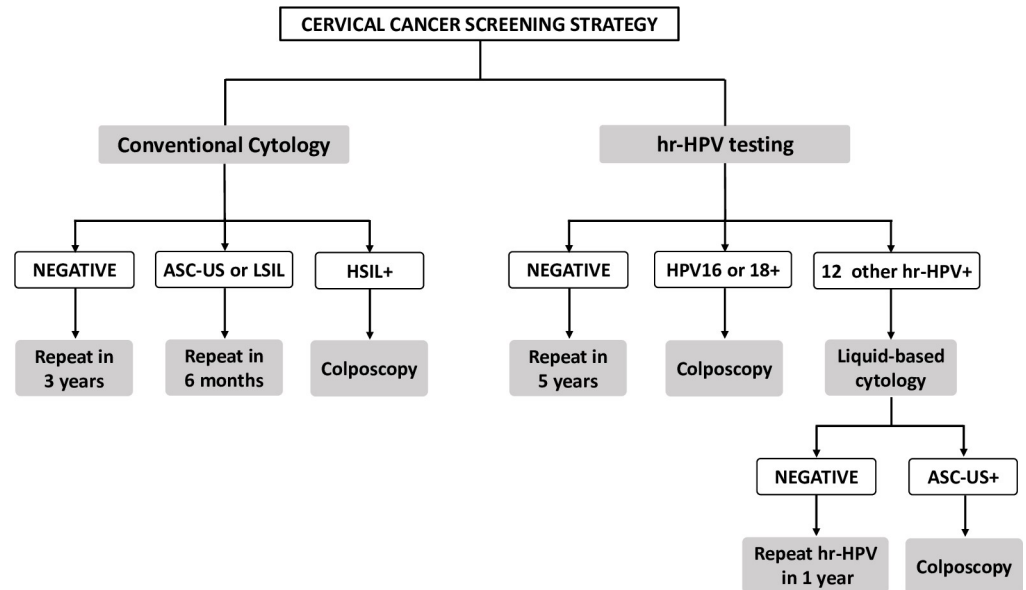 CERVICAL CANCER SCREENING STRATEGY
Conventional Cytology
hr-HPV testing
NEGATIVE
ASC-US or LSIL
HSIL+
NEGATIVE
HPV16 or 18+
12 other hr-HPV+
Repeat in
3 years
Repeat in
6 months
Colposcopy
Repeat in
5 years
Colposcopy
Liquid-based
cytology
NEGATIVE
ASC-US+
Repeat hr-HPV
in 1 year
Colposcopy